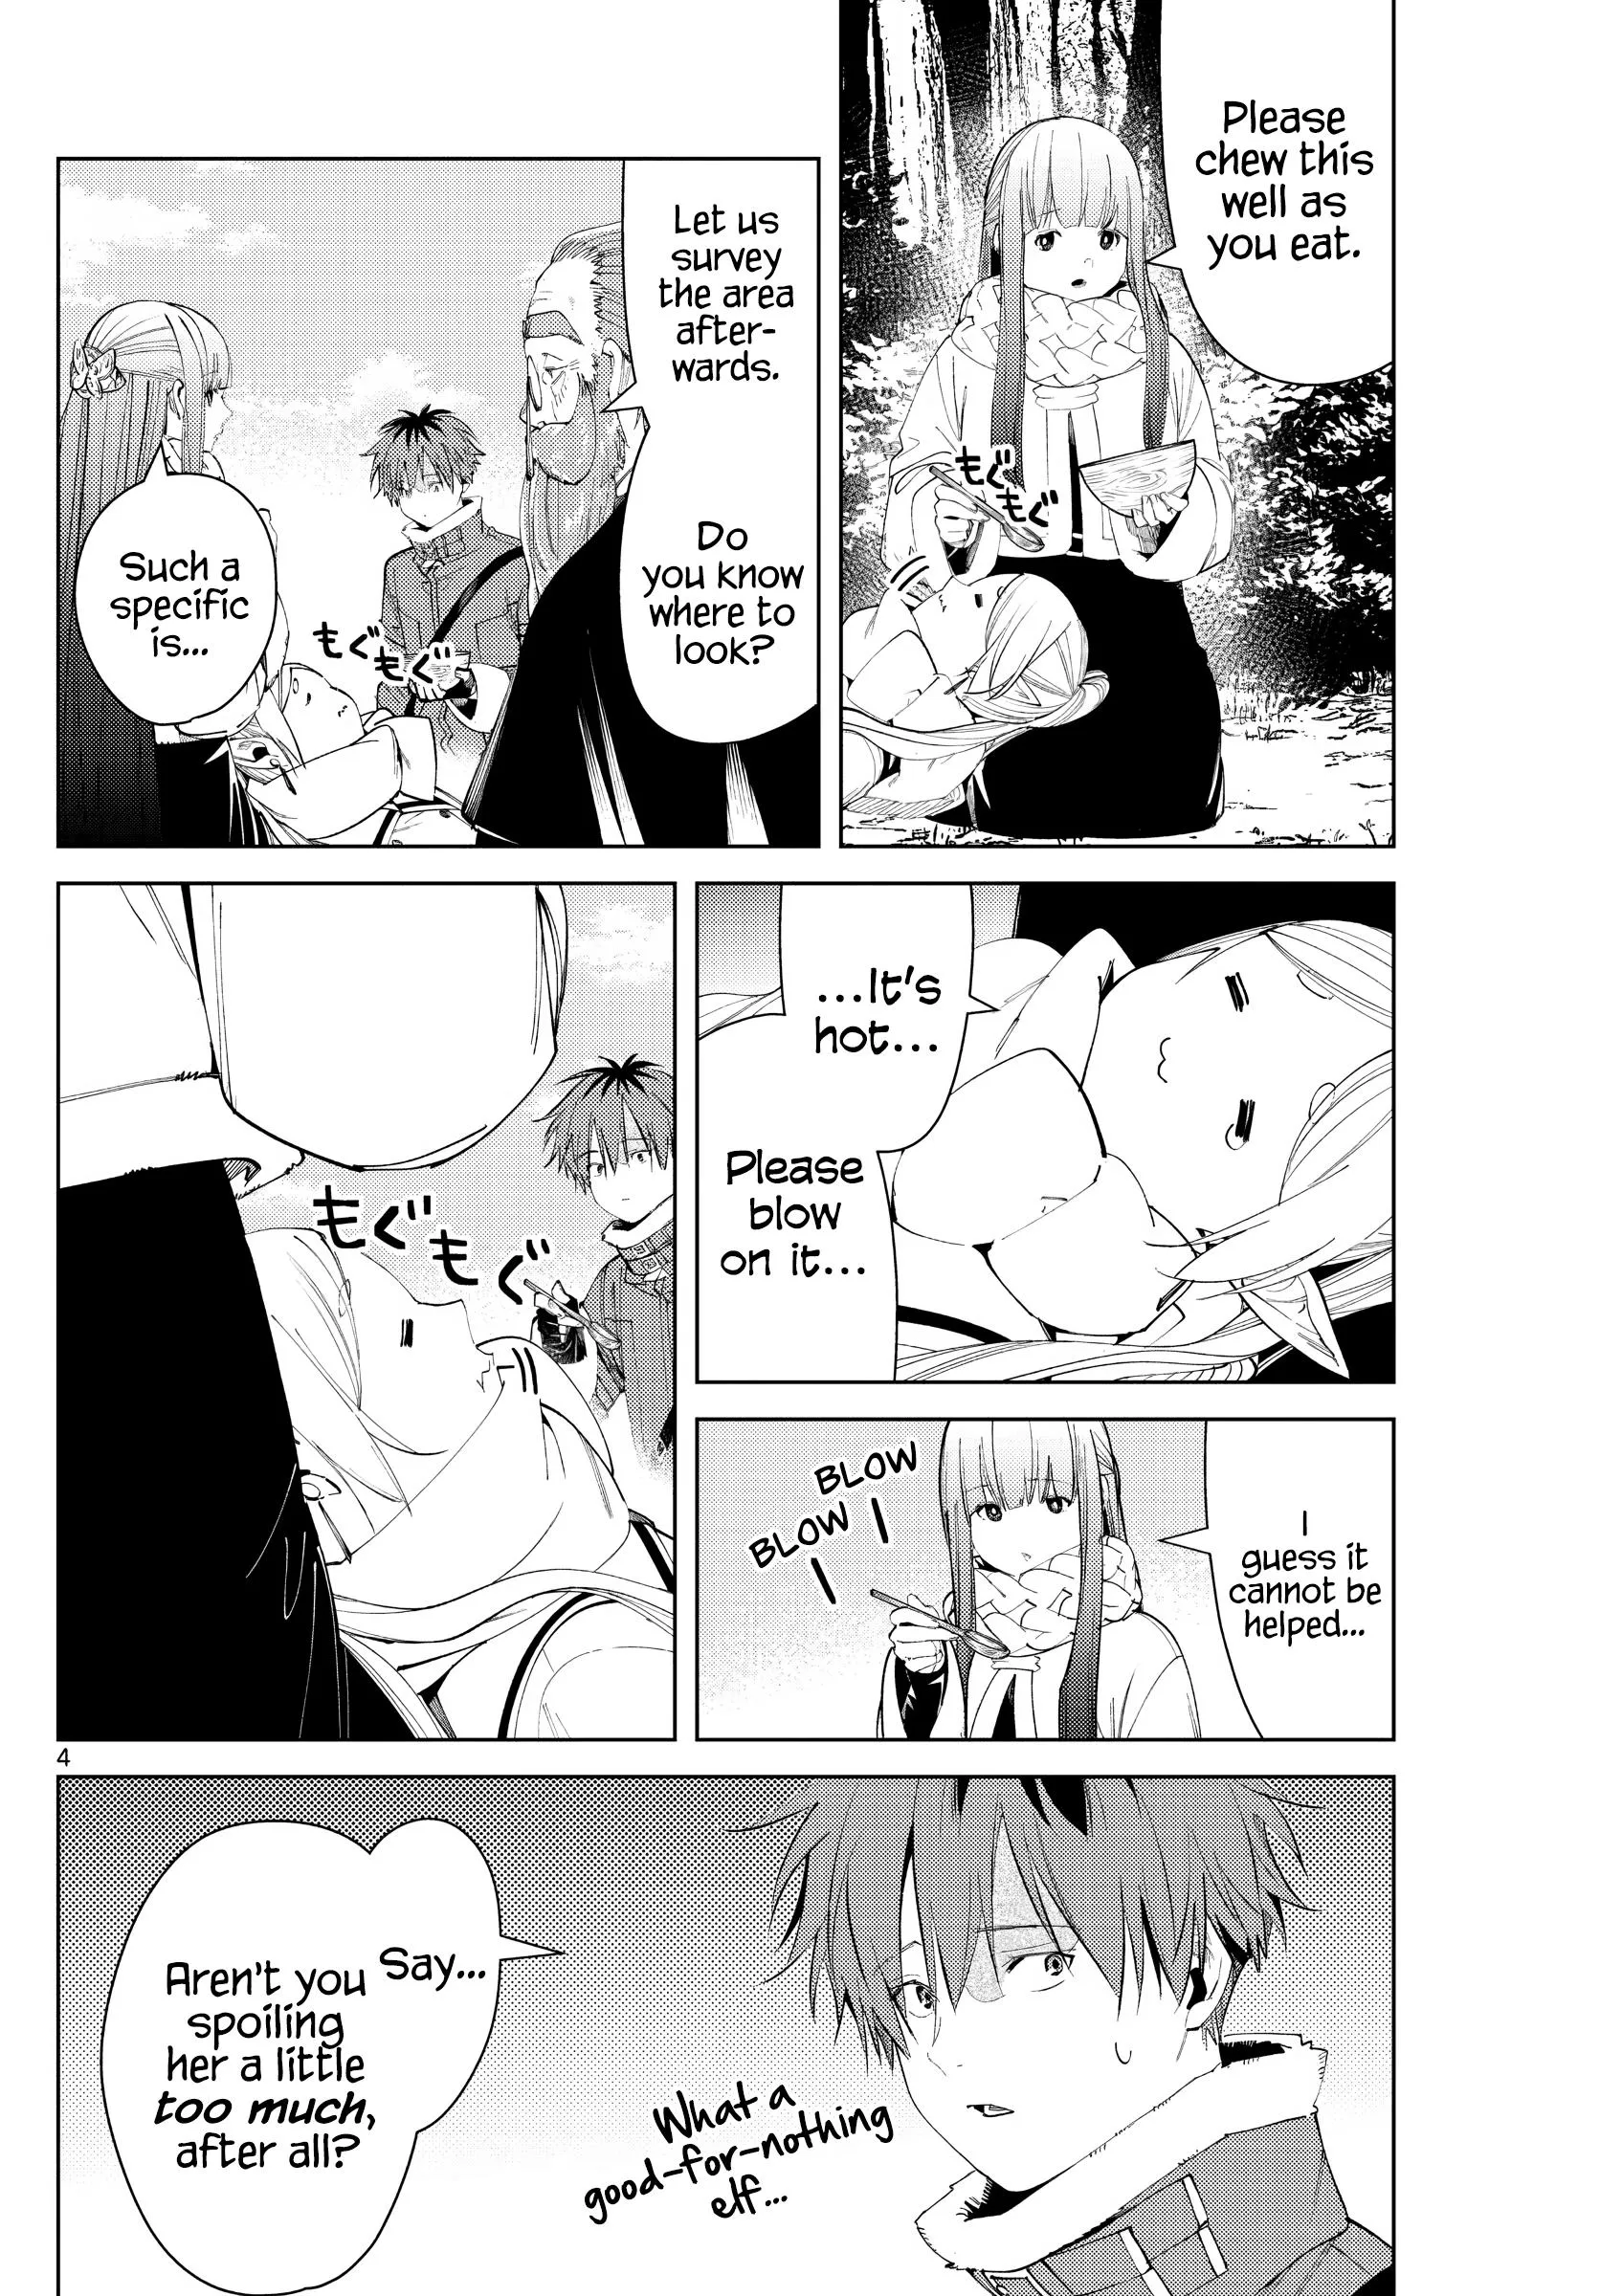 Please
chew this
well as
you eat.
もぐ
もぐ
Let us
survey
the area
after-
wards.
Do
you know
where to
look?
もぐ
もぐ
Such a
specific
is...
...It's
hot...
Please
blow
on it...
I
guess it
cannot be
helped...
BLOW
BLOW
もぐ
もぐ
4
Say...
Aren't you
spoiling
her a little
too much,
after all?
What a
good-for-nothing
elf...